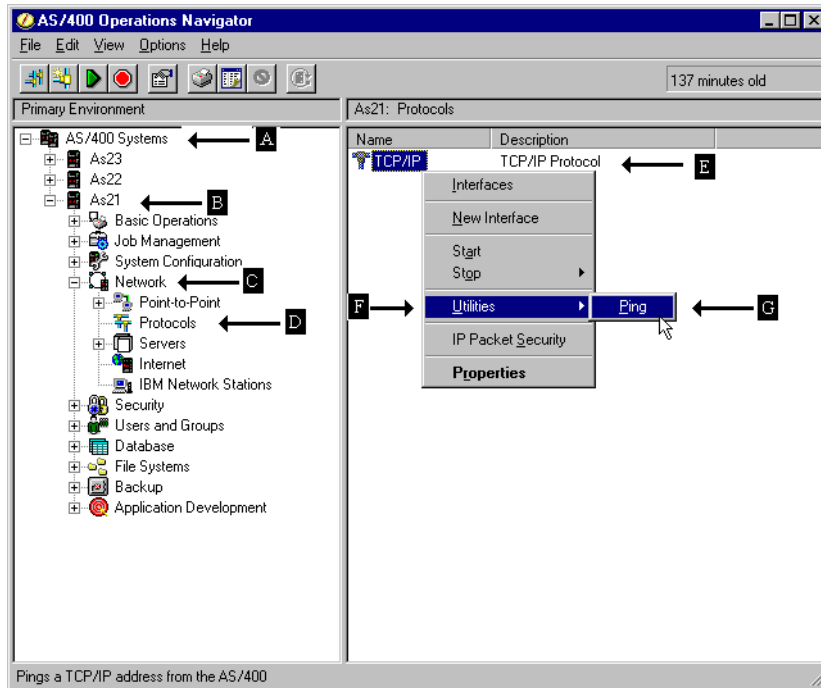 AS/400 Operations Navigator
File Edit View Options Help
137 minutes old
Primary Environment
As21: Protocols
AS/400 Systems A
As23
As22
As21 B
Basic Operations
Job Management
System Configuration
Network C
Point-to-Point
Protocols D
Servers
Internet
IBM Network Stations
Security
Users and Groups
Database
File Systems
Backup
Application Development
Name Description
TCP/IP TCP/IP Protocol E
Interfaces
New Interface
Start
Stop
F Utilities Ping G
IP Packet Security
Properties
Pings a TCP/IP address from the AS/400